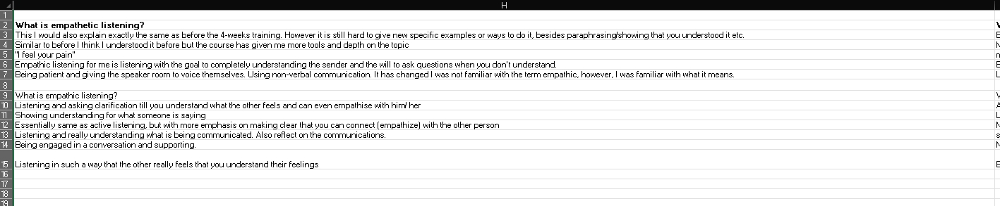 H
1
2 What is empathetic listening?
3 This I would also explain exactly the same as before the 4-weeks training. However it is still hard to give new specific examples or ways to do it, besides paraphrasing/showing that you understood it etc.
4 Similar to before I think I understood it before but the course has given me more tools and depth on the topic
5 "I feel your pain"
6 Empathic listening for me is listening with the goal to completely understanding the sender and the will to ask questions when you don't understand.
7 Being patient and giving the speaker room to voice themselves. Using non-verbal communication. It has changed I was not familiar with the term empathic, however, I was familiar with what it means.
8
9 What is empathic listening?
10 Listening and asking clarification till you understand what the other feels and can even empathise with him/ her
11 Showing understanding for what someone is saying
12 Essentially same as active listening, but with more emphasis on making clear that you can connect (empathize) with the other person
13 Listening and really understanding what is being communicated. Also reflect on the communications.
14 Being engaged in a conversation and supporting.
15 Listening in such a way that the other really feels that you understand their feelings
16
17
18
19